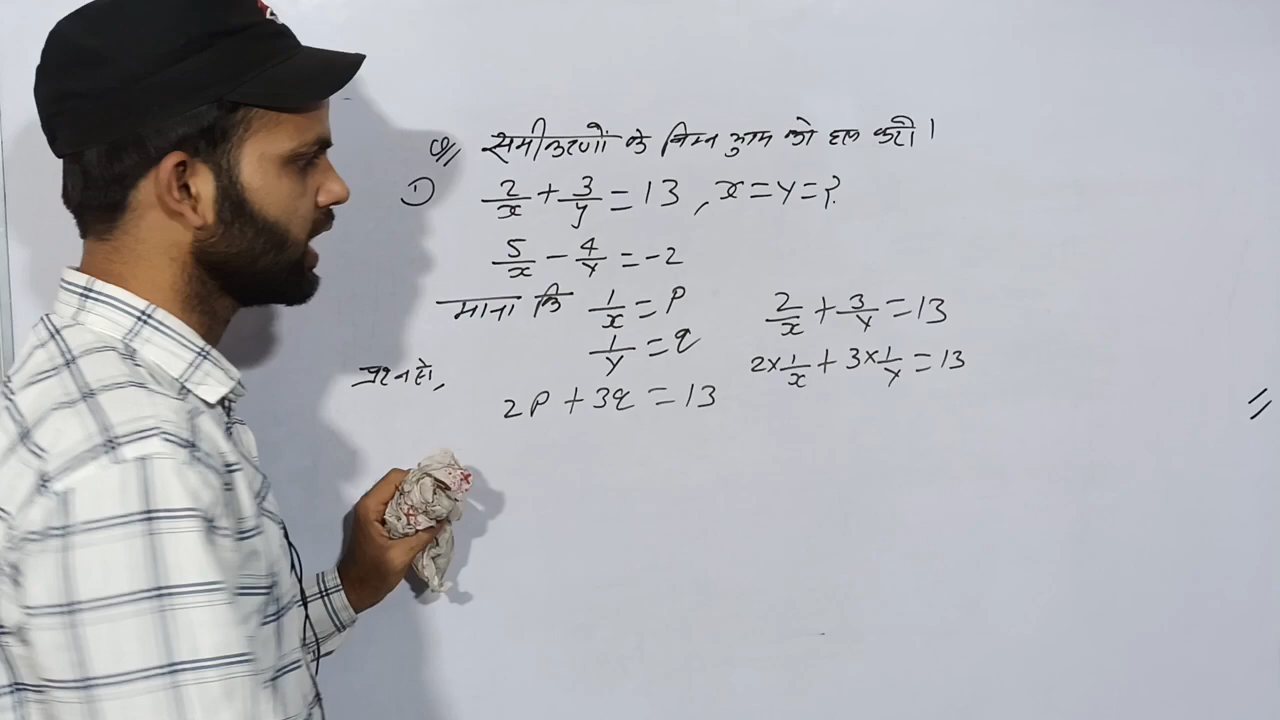 Q// समीकरणों के निम्न युग्म को हल करो।
① 2/x + 3/y = 13, x = y = ?
5/x - 4/y = -2
माना कि 1/x = P
1/y = q
प्रश्न से,
2P + 3q = 13
2/x + 3/y = 13
2×1/x + 3×1/y = 13
//